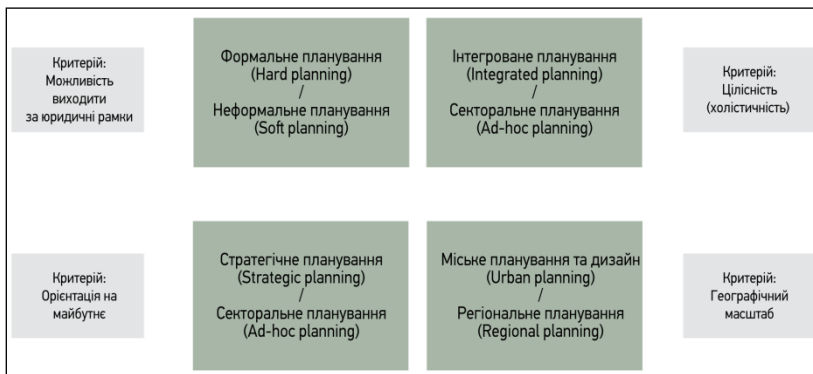 Критерій:
Можливість
виходити
за юридичні рамки
Формальне планування
(Hard planning)
/
Неформальне планування
(Soft planning)
Інтегроване планування
(Integrated planning)
/
Секторальне планування
(Ad-hoc planning)
Критерій:
Цілісність
(холістичність)
Критерій:
Орієнтація на
майбутнє
Стратегічне планування
(Strategic planning)
/
Секторальне планування
(Ad-hoc planning)
Міське планування та дизайн
(Urban planning)
/
Регіональне планування
(Regional planning)
Критерій:
Географічний
масштаб